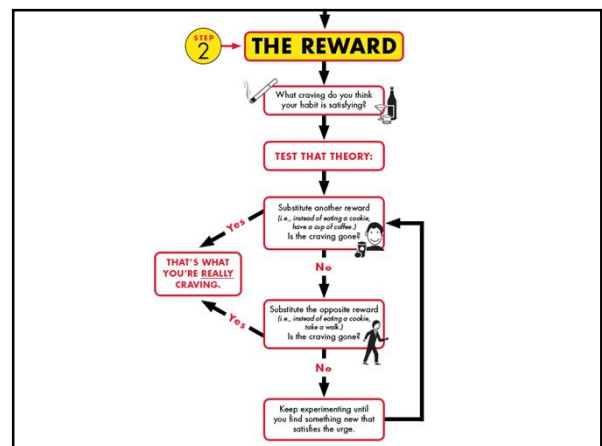 STEP
2
THE REWARD
What craving do you think
your habit is satisfying?
TEST THAT THEORY:
Substitute another reward
(i.e., instead of eating a cookie,
have a cup of coffee.)
Is the craving gone?
Yes
No
THAT'S WHAT
YOU'RE REALLY
CRAVING.
Substitute the opposite reward
(i.e., instead of eating a cookie,
take a walk.)
Is the craving gone?
Yes
No
Keep experimenting until
you find something new that
satisfies the urge.